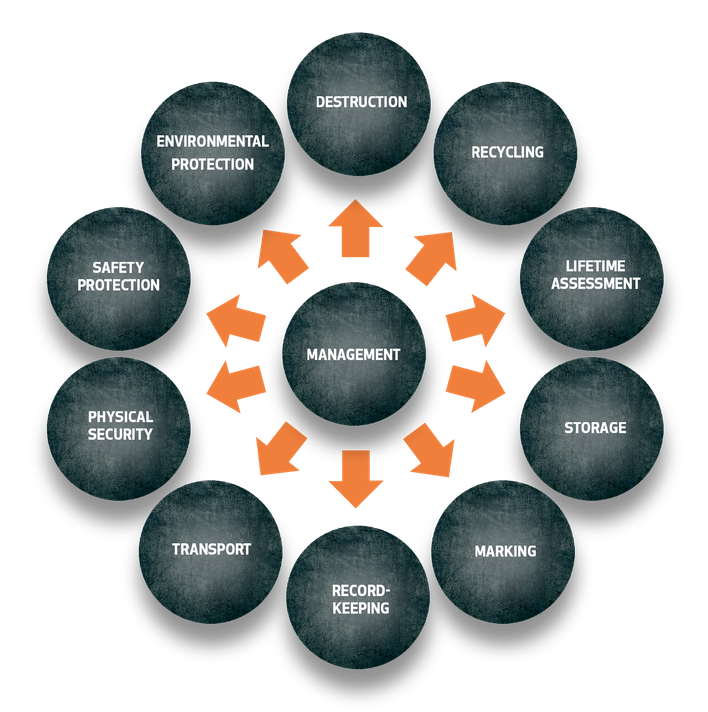 DESTRUCTION
RECYCLING
LIFETIME
ASSESSMENT
STORAGE
MARKING
RECORD-
KEEPING
TRANSPORT
PHYSICAL
SECURITY
SAFETY
PROTECTION
ENVIRONMENTAL
PROTECTION
MANAGEMENT